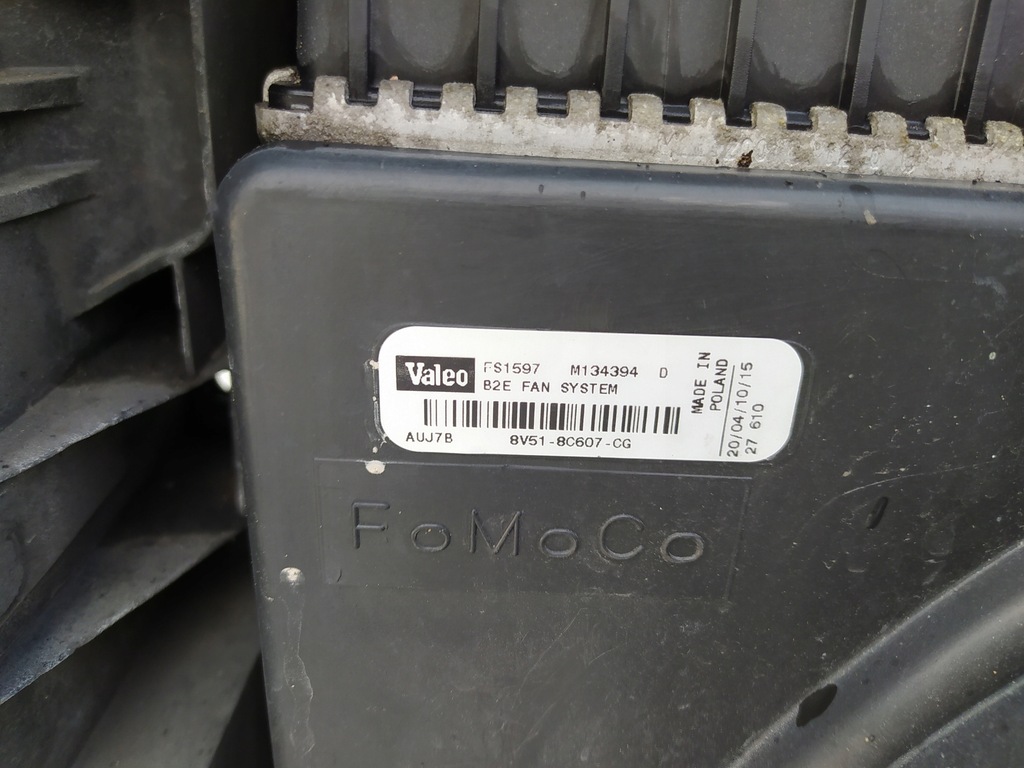 Valeo
FS1597 M134394 D
B2E FAN SYSTEM
AUJ7B 8V51-8C607-CG
MADE IN
POLAND
20/04/10/15
27 610
FoMoCo